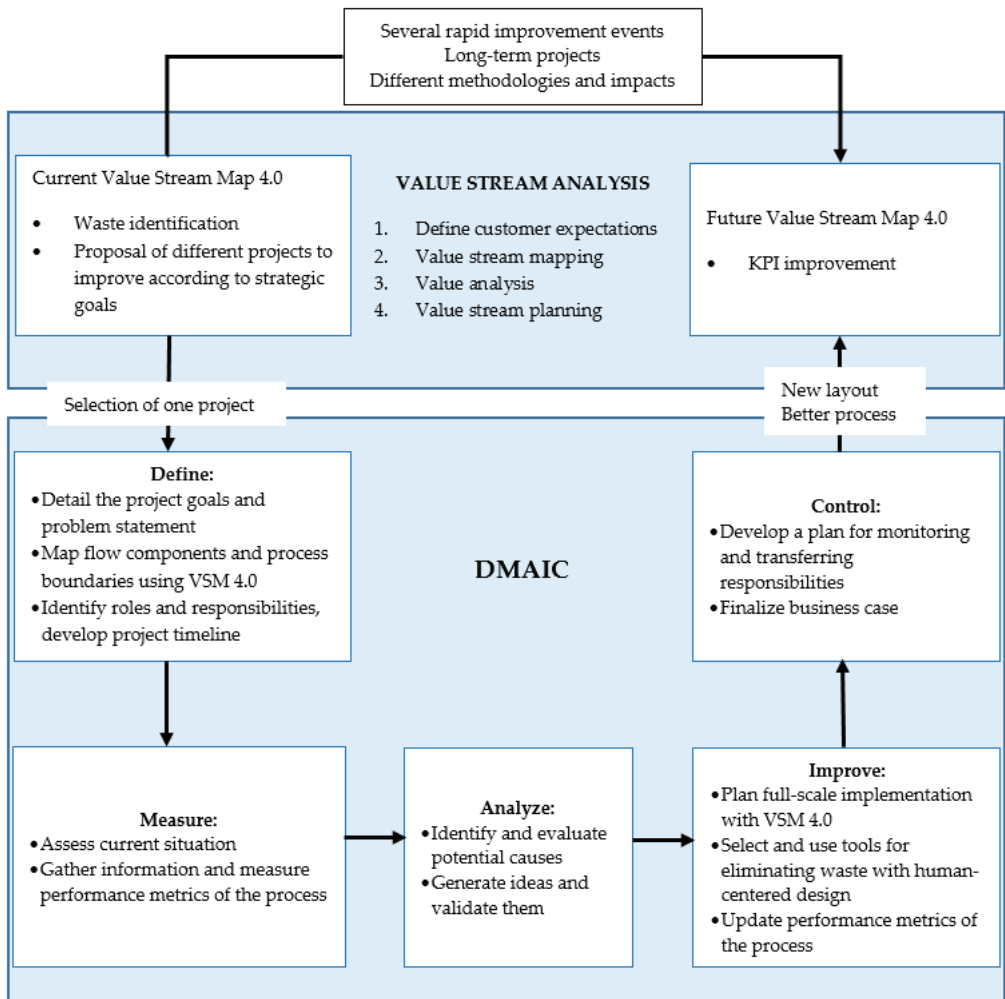 Several rapid improvement events
Long-term projects
Different methodologies and impacts
Current Value Stream Map 4.0
• Waste identification
• Proposal of different projects to
improve according to strategic
goals
VALUE STREAM ANALYSIS
1. Define customer expectations
2. Value stream mapping
3. Value analysis
4. Value stream planning
Future Value Stream Map 4.0
• KPI improvement
Selection of one project
New layout
Better process
Define:
•Detail the project goals and
problem statement
•Map flow components and process
boundaries using VSM 4.0
•Identify roles and responsibilities,
develop project timeline
DMAIC
Control:
•Develop a plan for monitoring
and transferring
responsibilities
•Finalize business case
Measure:
•Assess current situation
•Gather information and measure
performance metrics of the process
Analyze:
•Identify and evaluate
potential causes
•Generate ideas and
validate them
Improve:
•Plan full-scale implementation
with VSM 4.0
•Select and use tools for
eliminating waste with human-
centered design
•Update performance metrics of
the process